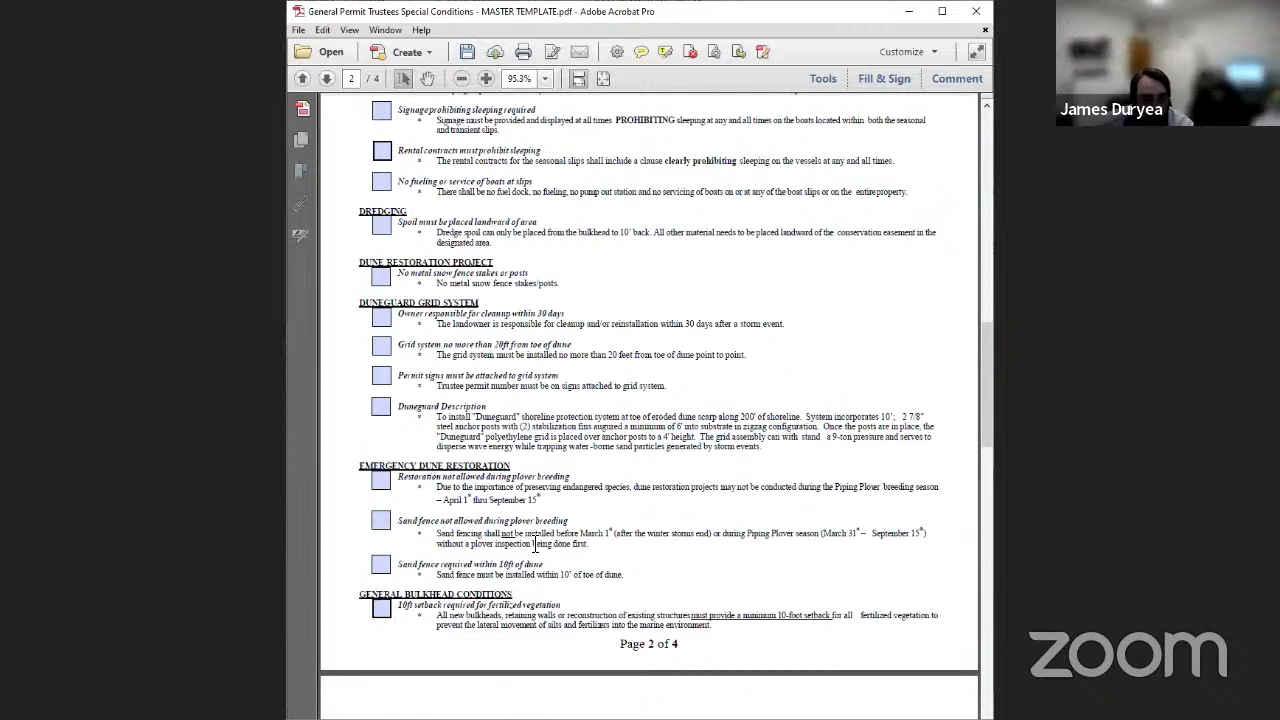 General Permit Trustees Special Conditions - MASTER TEMPLATE.pdf - Adobe Acrobat Pro
File Edit View Window Help
Open Create Customize
2 / 4 95.3% Tools Fill & Sign Comment
James Duryea
Signage prohibiting sleeping required
* Signage must be provided and displayed at all times PROHIBITING sleeping at any and all times on the boats located within both the seasonal
and transient slips.
Rental contracts must prohibit sleeping
* The rental contracts for the seasonal slips shall include a clause clearly prohibiting sleeping on the vessels at any and all times.
No fueling or service of boats at slips
* There shall be no fuel dock, no fueling, no pump out station and no servicing of boats on or at any of the boat slips or on the entire property.
DREDGING
Spoil must be placed landward of area
* Dredge spoil can only be placed from the bulkhead to 10' back. All other material needs to be placed landward of the conservation easement in the
designated area.
DUNE RESTORATION PROJECT
No metal snow fence stakes or posts
* No metal snow fence stakes/posts.
DUNEGUARD GRID SYSTEM
Owner responsible for cleanup within 30 days
* The landowner is responsible for cleanup and/or reinstallation within 30 days after a storm event.
Grid system no more than 20ft from toe of dune
* The grid system must be installed no more than 20 feet from toe of dune point to point.
Permit signs must be attached to grid system
* Trustee permit number must be on signs attached to grid system.
Duneguard Description
* To install "Duneguard" shoreline protection system at toe of eroded dune scarp along 200' of shoreline. System incorporates 10'; 2 7/8"
steel anchor posts with (2) stabilization fins augured a minimum of 6' into substrate in zigzag configuration. Once the posts are in place, the
"Duneguard" polyethylene grid is placed over anchor posts to a 4' height. The grid assembly can with stand a 9-ton pressure and serves to
disperse wave energy while trapping water-borne sand particles generated by storm events.
EMERGENCY DUNE RESTORATION
Restoration not allowed during plover breeding
* Due to the importance of preserving endangered species, dune restoration projects may not be conducted during the Piping Plover breeding season
– April 1st thru September 15th
Sand fence not allowed during plover breeding
* Sand fencing shall not be installed before March 1st (after the winter storms end) or during Piping Plover season (March 31st – September 15th)
without a plover inspection being done first.
Sand fence required within 10ft of dune
* Sand fence must be installed within 10' of toe of dune.
GENERAL BULKHEAD CONDITIONS
10ft setback required for fertilized vegetation
* All new bulkheads, retaining walls or reconstruction of existing structures must provide a minimum 10-foot setback for all fertilized vegetation to
prevent the lateral movement of silts and fertilizers into the marine environment.
Page 2 of 4
zoom